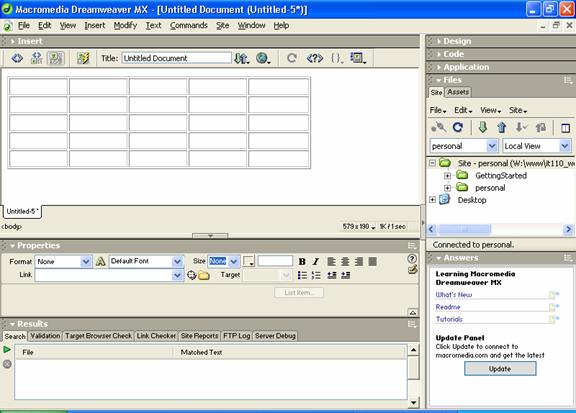 Macromedia Dreamweaver MX - [Untitled Document (Untitled-5*)]
File Edit View Insert Modify Text Commands Site Window Help
Insert
Title: Untitled Document
Untitled-5*
<body>
579 x 190 1K / 1 sec
Properties
Format None Default Font Size None B I
Link Target
List Item...
Results
Search Validation Target Browser Check Link Checker Site Reports FTP Log Server Debug
File Matched Text
Design
Code
Application
Files
Site Assets
File Edit View Site
personal Local View
Site - personal (W:\www\it110_w
GettingStarted
personal
Desktop
Connected to personal.
Answers
Learning Macromedia
Dreamweaver MX
What's New
Readme
Tutorials
Update Panel
Click Update to connect to
macromedia.com and get the latest
Update